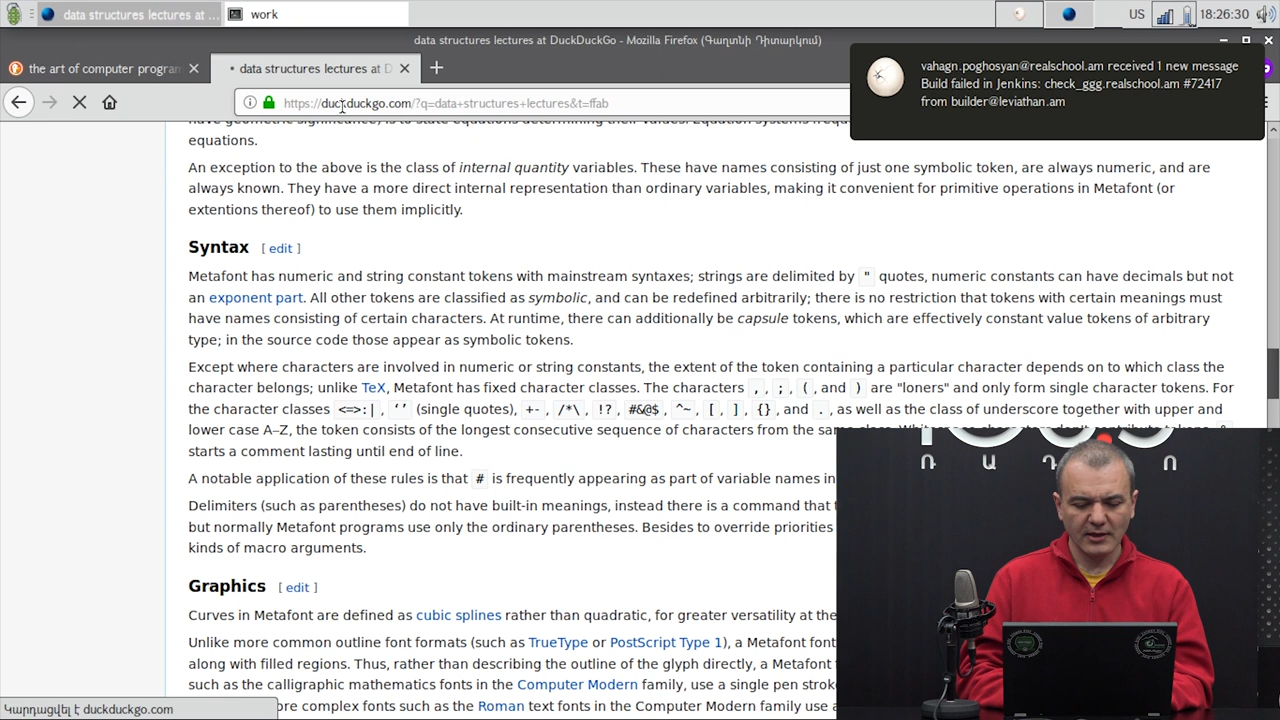 data structures lectures at ...
work
US
18:26:30
data structures lectures at DuckDuckGo - Mozilla Firefox (Գաղտնի Դիտարկում)
the art of computer program
data structures lectures at D
https://duckduckgo.com/?q=data+structures+lectures&t=ffab
vahagn.poghosyan@realschool.am received 1 new message
Build failed in Jenkins: check_ggg.realschool.am #72417
from builder@leviathan.am
equations.
An exception to the above is the class of internal quantity variables. These have names consisting of just one symbolic token, are always numeric, and are
always known. They have a more direct internal representation than ordinary variables, making it convenient for primitive operations in Metafont (or
extentions thereof) to use them implicitly.
Syntax [ edit ]
Metafont has numeric and string constant tokens with mainstream syntaxes; strings are delimited by " quotes, numeric constants can have decimals but not
an exponent part. All other tokens are classified as symbolic, and can be redefined arbitrarily; there is no restriction that tokens with certain meanings must
have names consisting of certain characters. At runtime, there can additionally be capsule tokens, which are effectively constant value tokens of arbitrary
type; in the source code those appear as symbolic tokens.
Except where characters are involved in numeric or string constants, the extent of the token containing a particular character depends on to which class the
character belongs; unlike TeX, Metafont has fixed character classes. The characters , , ; , ( , and ) are "loners" and only form single character tokens. For
the character classes <=>:| , ‘’ (single quotes), +- , /*\ , !? , #&@$ , ^~ , [ , ] , {} , and . , as well as the class of underscore together with upper and
lower case A–Z, the token consists of the longest consecutive sequence of characters from the same
starts a comment lasting until end of line.
A notable application of these rules is that # is frequently appearing as part of variable names in
Delimiters (such as parentheses) do not have built-in meanings, instead there is a command that
but normally Metafont programs use only the ordinary parentheses. Besides to override priorities
kinds of macro arguments.
Graphics [ edit ]
Curves in Metafont are defined as cubic splines rather than quadratic, for greater versatility at the
Unlike more common outline font formats (such as TrueType or PostScript Type 1), a Metafont font
along with filled regions. Thus, rather than describing the outline of the glyph directly, a Metafont
such as the calligraphic mathematics fonts in the Computer Modern family, use a single pen stroke
ore complex fonts such as the Roman text fonts in the Computer Modern family use a
Կարդացվել է duckduckgo.com
Ռ Ա Դ Ի Ո